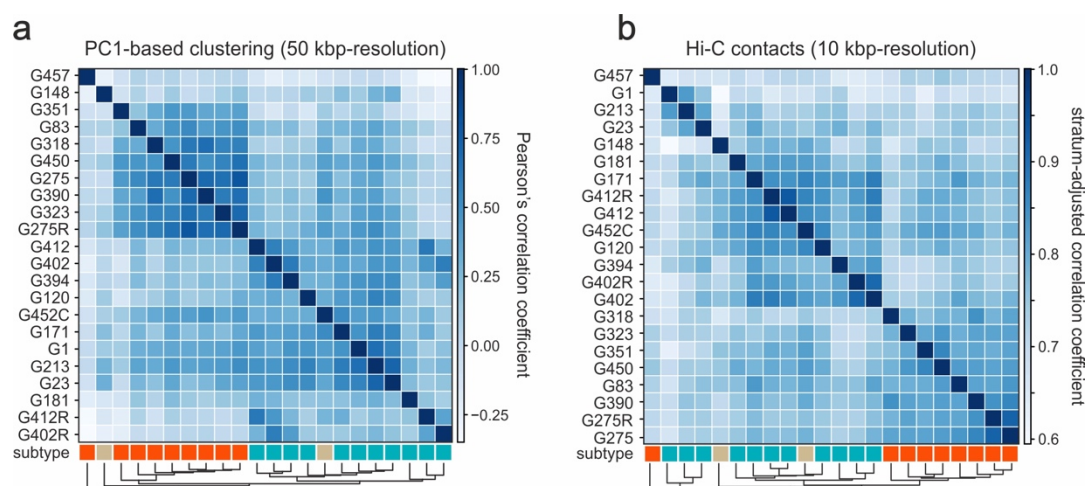 a
PC1-based clustering (50 kbp-resolution)
G457
G148
G351
G83
G318
G450
G275
G390
G323
G275R
G412
G402
G394
G120
G452C
G171
G1
G213
G23
G181
G412R
G402R
subtype
1.00
0.75
0.50
0.25
0.00
−0.25
Pearson's correlation coefficient
b
Hi-C contacts (10 kbp-resolution)
G457
G1
G213
G23
G148
G181
G171
G412R
G412
G452C
G120
G394
G402R
G402
G318
G323
G351
G450
G83
G390
G275R
G275
subtype
1.0
0.9
0.8
0.7
0.6
stratum-adjusted correlation coefficient